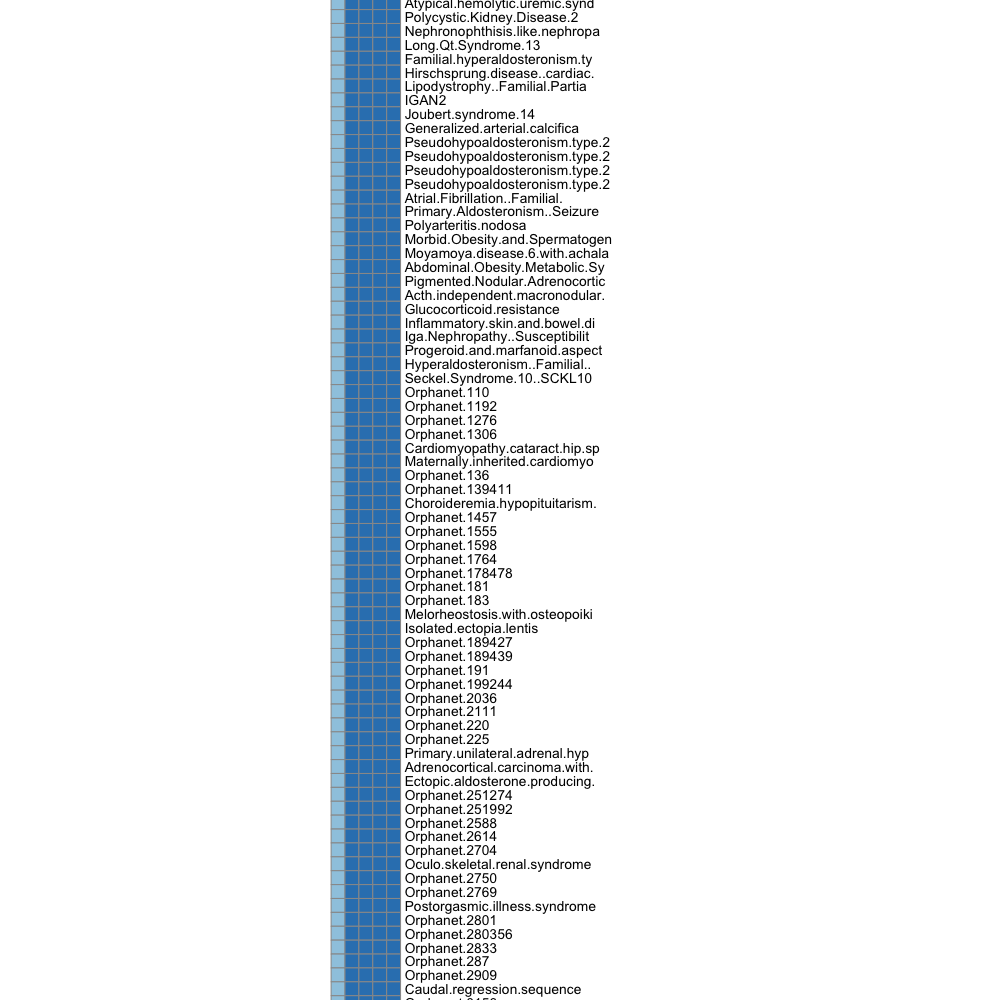 Atypical.hemolytic.uremic.synd
Polycystic.Kidney.Disease.2
Nephronophthisis.like.nephropa
Long.Qt.Syndrome.13
Familial.hyperaldosteronism.ty
Hirschsprung.disease..cardiac.
Lipodystrophy..Familial.Partia
IGAN2
Joubert.syndrome.14
Generalized.arterial.calcifica
Pseudohypoaldosteronism.type.2
Pseudohypoaldosteronism.type.2
Pseudohypoaldosteronism.type.2
Pseudohypoaldosteronism.type.2
Atrial.Fibrillation..Familial.
Primary.Aldosteronism..Seizure
Polyarteritis.nodosa
Morbid.Obesity.and.Spermatogen
Moyamoya.disease.6.with.achala
Abdominal.Obesity.Metabolic.Sy
Pigmented.Nodular.Adrenocortic
Acth.independent.macronodular.
Glucocorticoid.resistance
Inflammatory.skin.and.bowel.di
Iga.Nephropathy..Susceptibilit
Progeroid.and.marfanoid.aspect
Hyperaldosteronism..Familial..
Seckel.Syndrome.10..SCKL10
Orphanet.110
Orphanet.1192
Orphanet.1276
Orphanet.1306
Cardiomyopathy.cataract.hip.sp
Maternally.inherited.cardiomyo
Orphanet.136
Orphanet.139411
Choroideremia.hypopituitarism.
Orphanet.1457
Orphanet.1555
Orphanet.1598
Orphanet.1764
Orphanet.178478
Orphanet.181
Orphanet.183
Melorheostosis.with.osteopoiki
Isolated.ectopia.lentis
Orphanet.189427
Orphanet.189439
Orphanet.191
Orphanet.199244
Orphanet.2036
Orphanet.2111
Orphanet.220
Orphanet.225
Primary.unilateral.adrenal.hyp
Adrenocortical.carcinoma.with.
Ectopic.aldosterone.producing.
Orphanet.251274
Orphanet.251992
Orphanet.2588
Orphanet.2614
Orphanet.2704
Oculo.skeletal.renal.syndrome
Orphanet.2750
Orphanet.2769
Postorgasmic.illness.syndrome
Orphanet.2801
Orphanet.280356
Orphanet.2833
Orphanet.287
Orphanet.2909
Caudal.regression.sequence